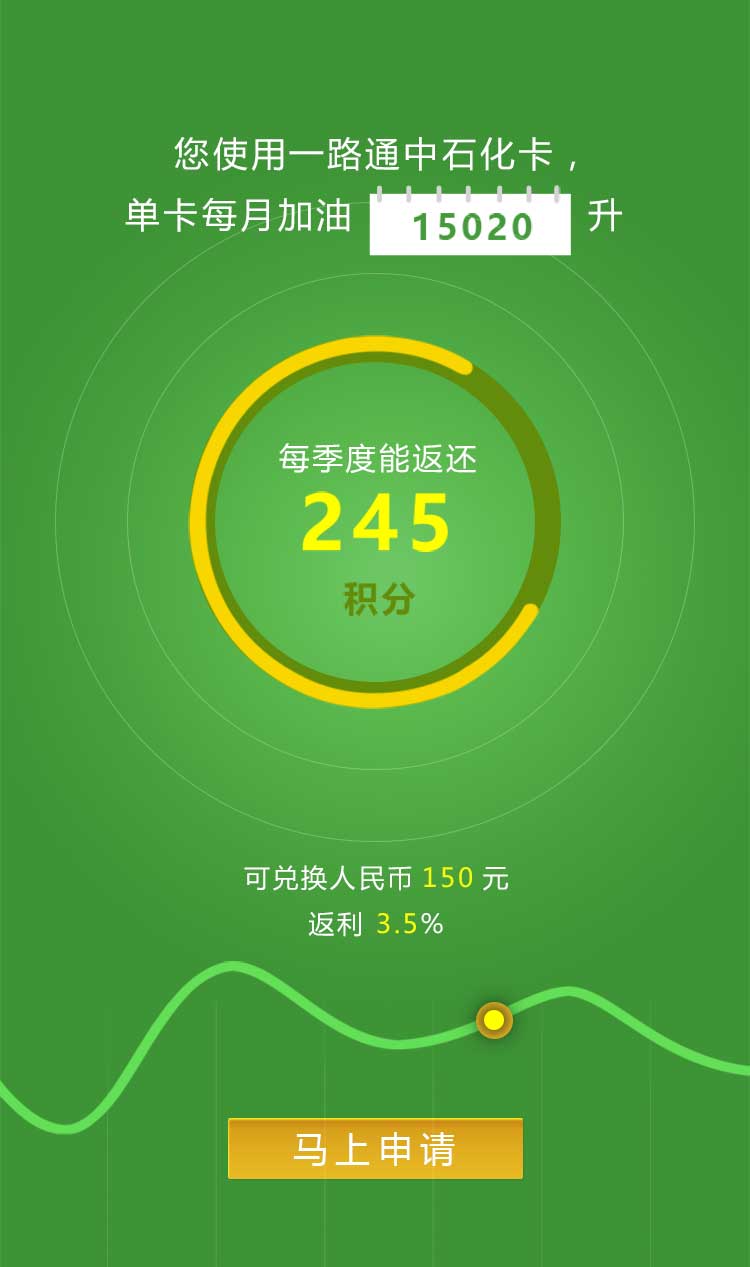 您使用一路通中石化卡，
单卡每月加油 15020 升
每季度能返还
245
积分
可兑换人民币 150 元
返利 3.5%
马上申请